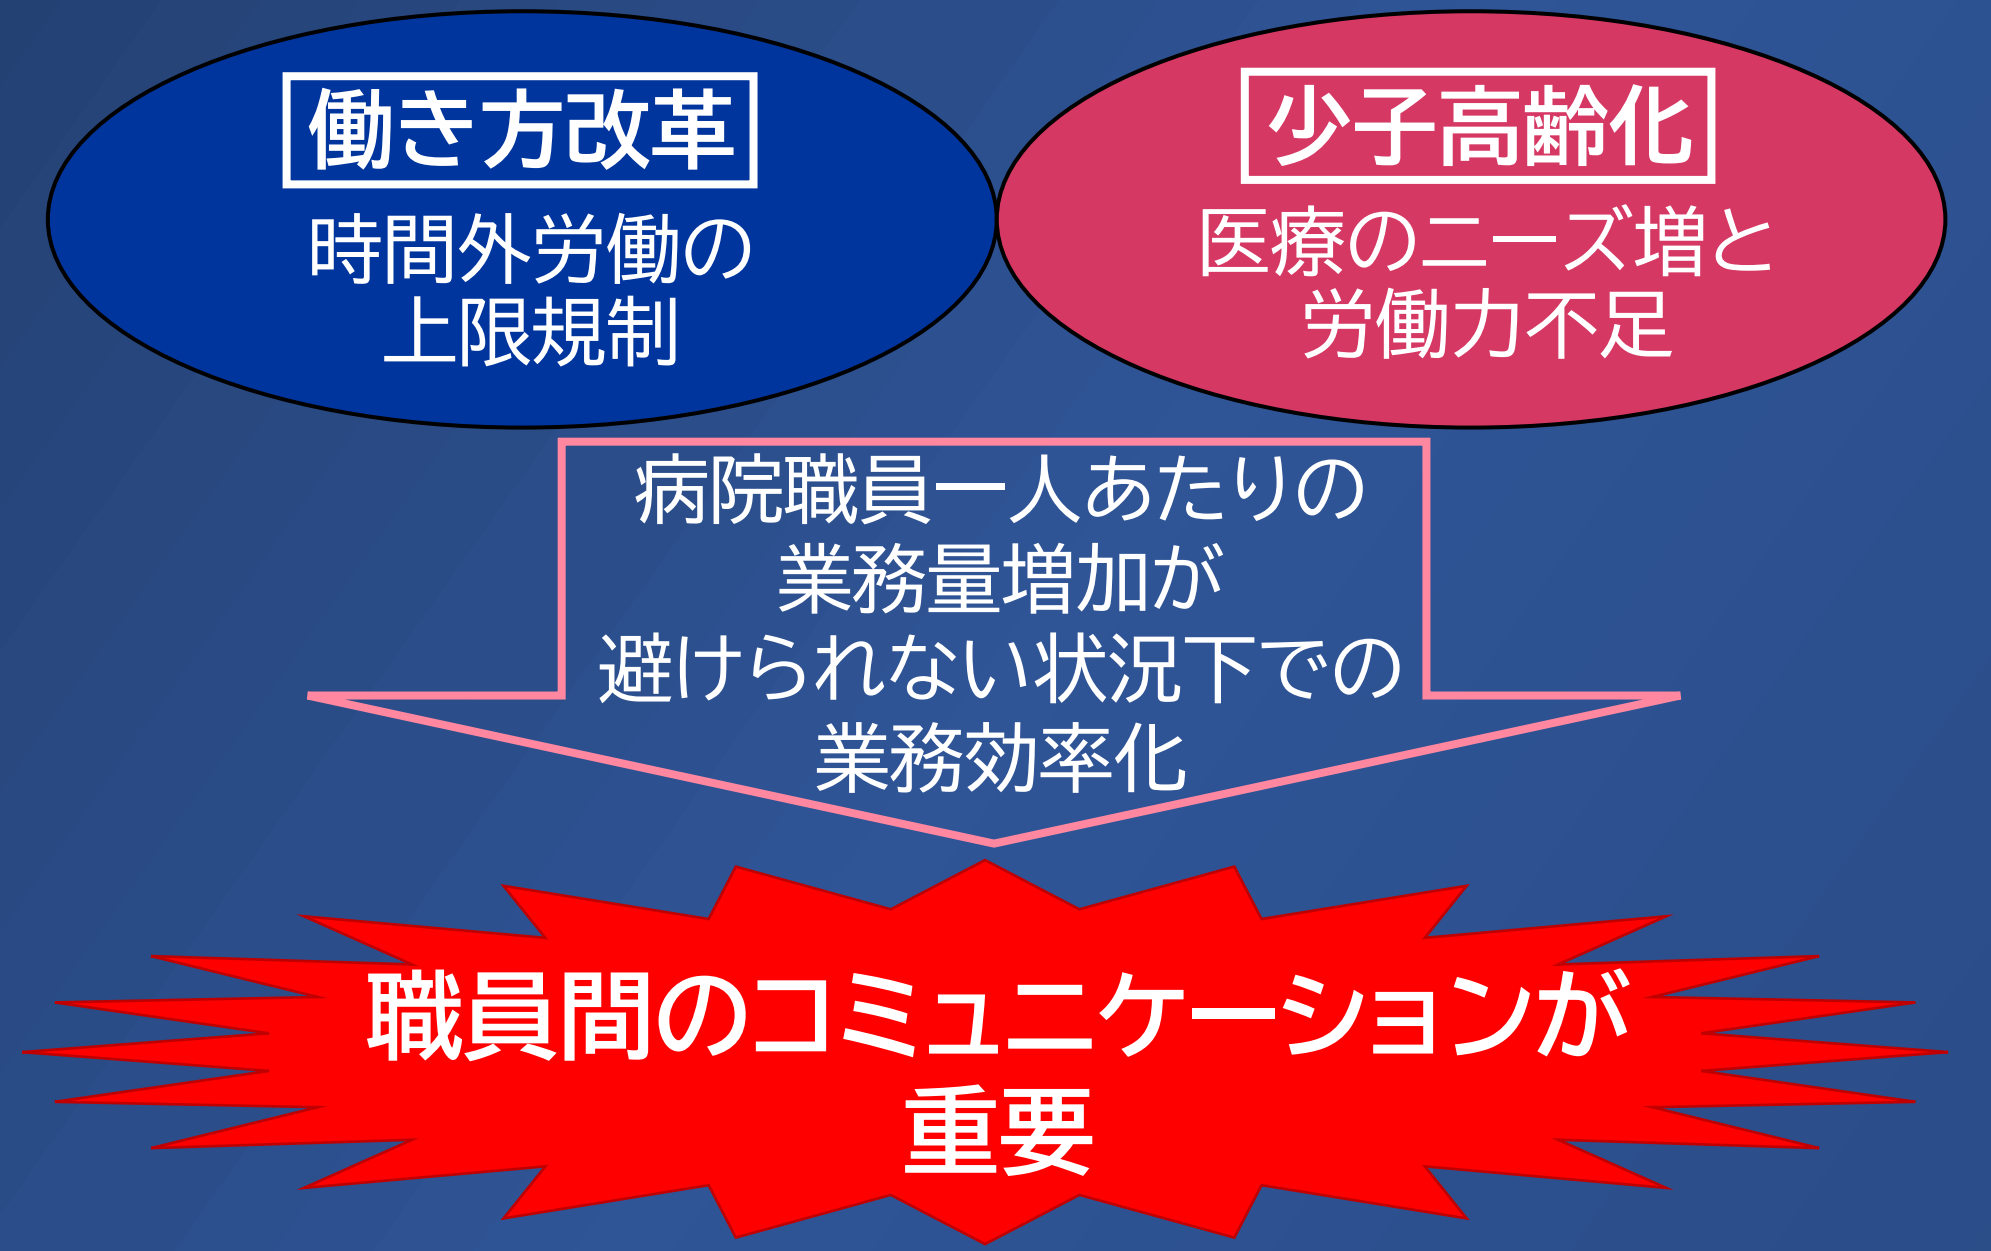 働き方改革
時間外労働の
上限規制
少子高齢化
医療のニーズ増と
労働力不足
病院職員一人あたりの
業務量増加が
避けられない状況下での
業務効率化
職員間のコミュニケーションが
重要